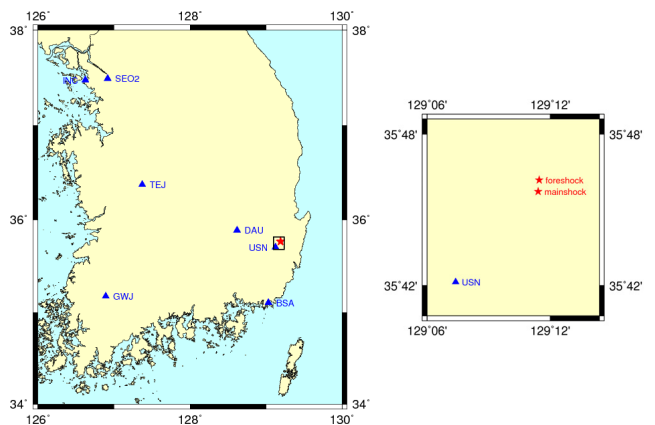 126° 128° 130°
38° 38°
INC SEO2
TEJ
36° DAU 36°
USN
GWJ BSA
34° 34°
126° 128° 130°
129°06' 129°12'
35°48' 35°48'
foreshock
mainshock
USN
35°42' 35°42'
129°06' 129°12'